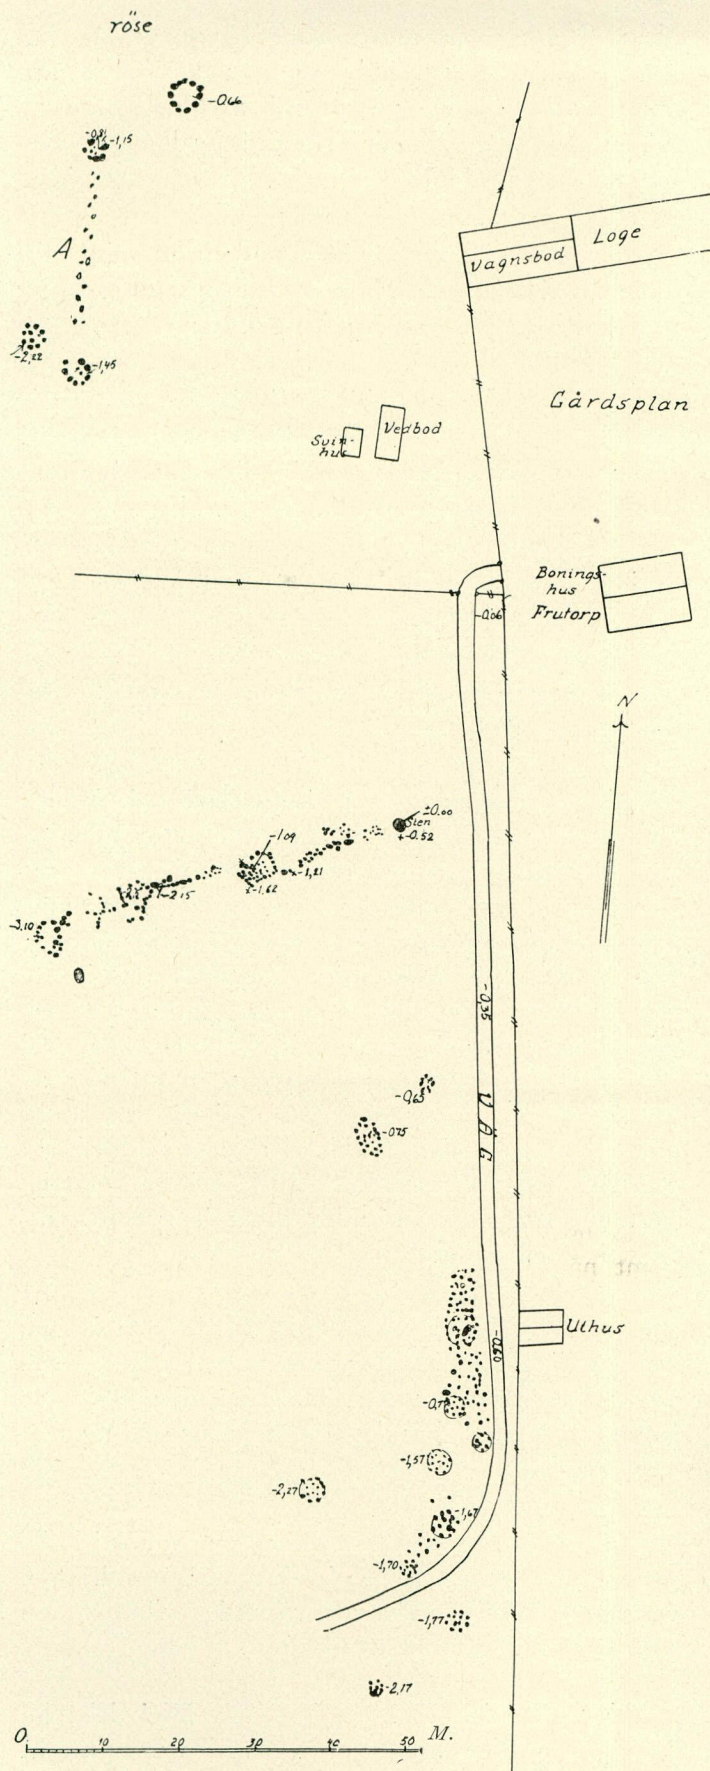 röse
-0,66
-0,81
-1,15
A
Loge
Vagnsbod
-2,22
-1,45
Gårdsplan
Vedbod
Svin-
hus
Bonings-
hus
Frutorp
-0,06
N
±0.00
Sten
+-0.52
-1,09
x-1,21
x-1,62
-2,15
-3,10
-0,35
-0,65
VÄG
-0,75
-0,60
Uthus
-1,57
-2,27
-1,67
-1,70
-1,77
-2,17
0 10 20 30 40 50 M.